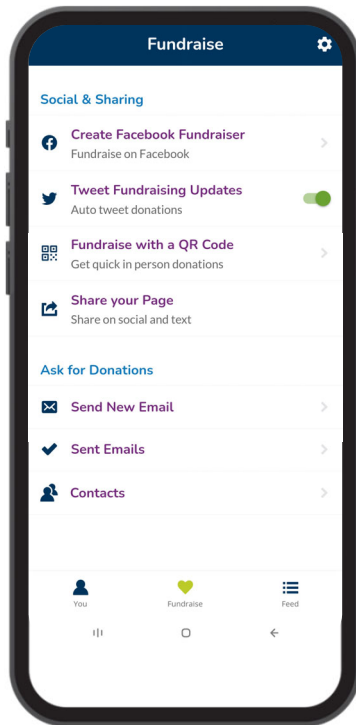 Fundraise
Social & Sharing
Create Facebook Fundraiser
Fundraise on Facebook
Tweet Fundraising Updates
Auto tweet donations
Fundraise with a QR Code
Get quick in person donations
Share your Page
Share on social and text
Ask for Donations
Send New Email
Sent Emails
Contacts
You Fundraise Feed